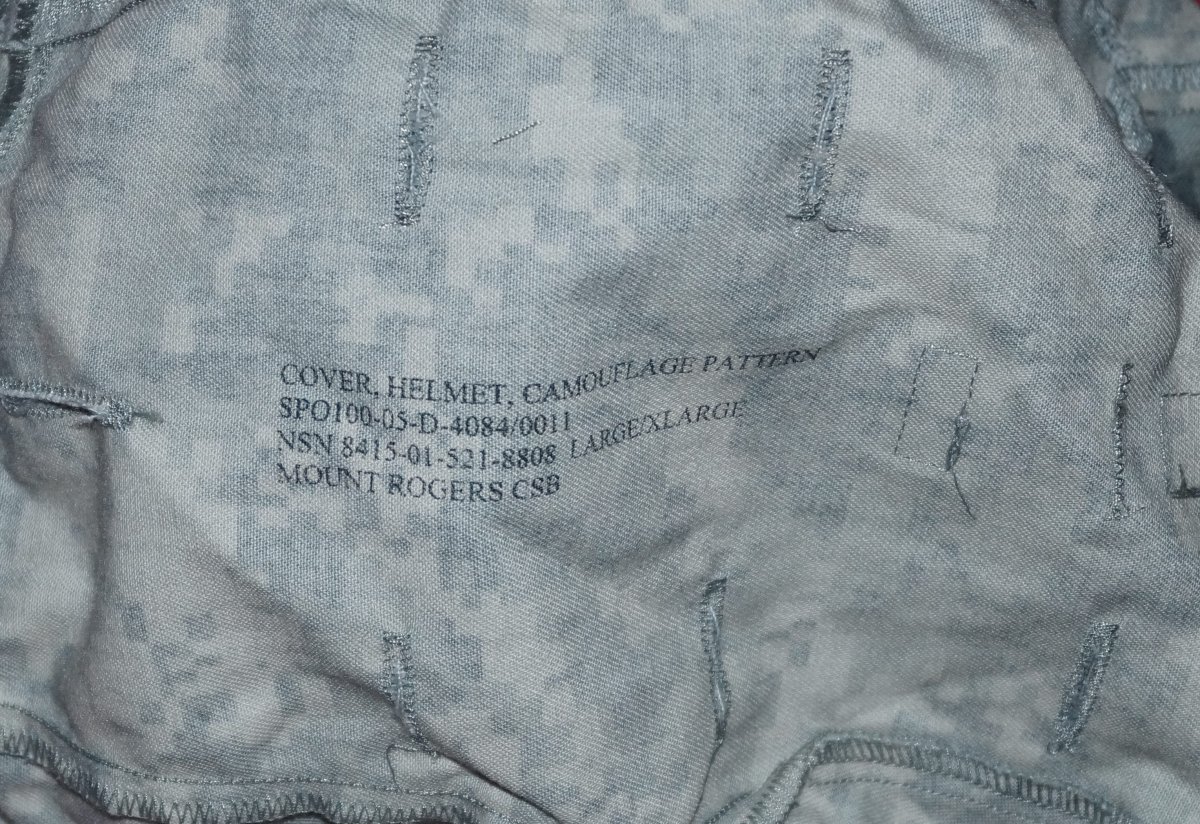 COVER, HELMET, CAMOUFLAGE PATTERN
SPO100-05-D-4084/0011
NSN 8415-01-521-8808 LARGE/XLARGE
MOUNT ROGERS CSB